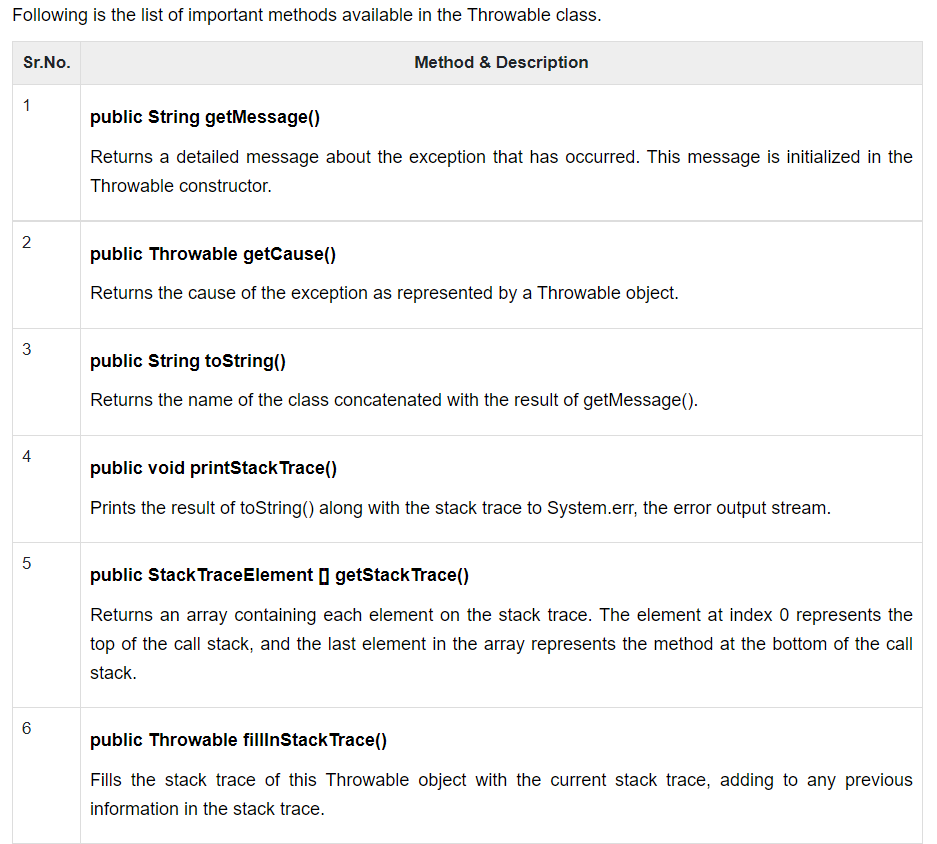 Following is the list of important methods available in the Throwable class.
Sr.No. Method & Description
1
public String getMessage()
Returns a detailed message about the exception that has occurred. This message is initialized in the
Throwable constructor.
2
public Throwable getCause()
Returns the cause of the exception as represented by a Throwable object.
3
public String toString()
Returns the name of the class concatenated with the result of getMessage().
4
public void printStackTrace()
Prints the result of toString() along with the stack trace to System.err, the error output stream.
5
public StackTraceElement [] getStackTrace()
Returns an array containing each element on the stack trace. The element at index 0 represents the
top of the call stack, and the last element in the array represents the method at the bottom of the call
stack.
6
public Throwable fillInStackTrace()
Fills the stack trace of this Throwable object with the current stack trace, adding to any previous
information in the stack trace.